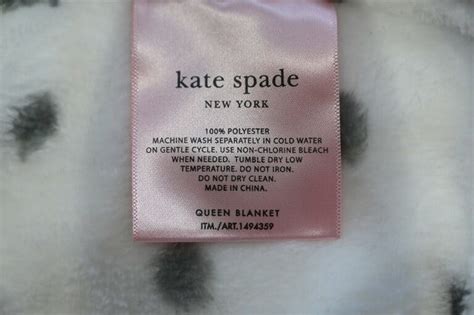 kate spade
NEW YORK
100% POLYESTER
MACHINE WASH SEPARATELY IN COLD WATER
ON GENTLE CYCLE. USE NON-CHLORINE BLEACH
WHEN NEEDED. TUMBLE DRY LOW
TEMPERATURE. DO NOT IRON.
DO NOT DRY CLEAN.
MADE IN CHINA.
QUEEN BLANKET
ITM./ART.1494359